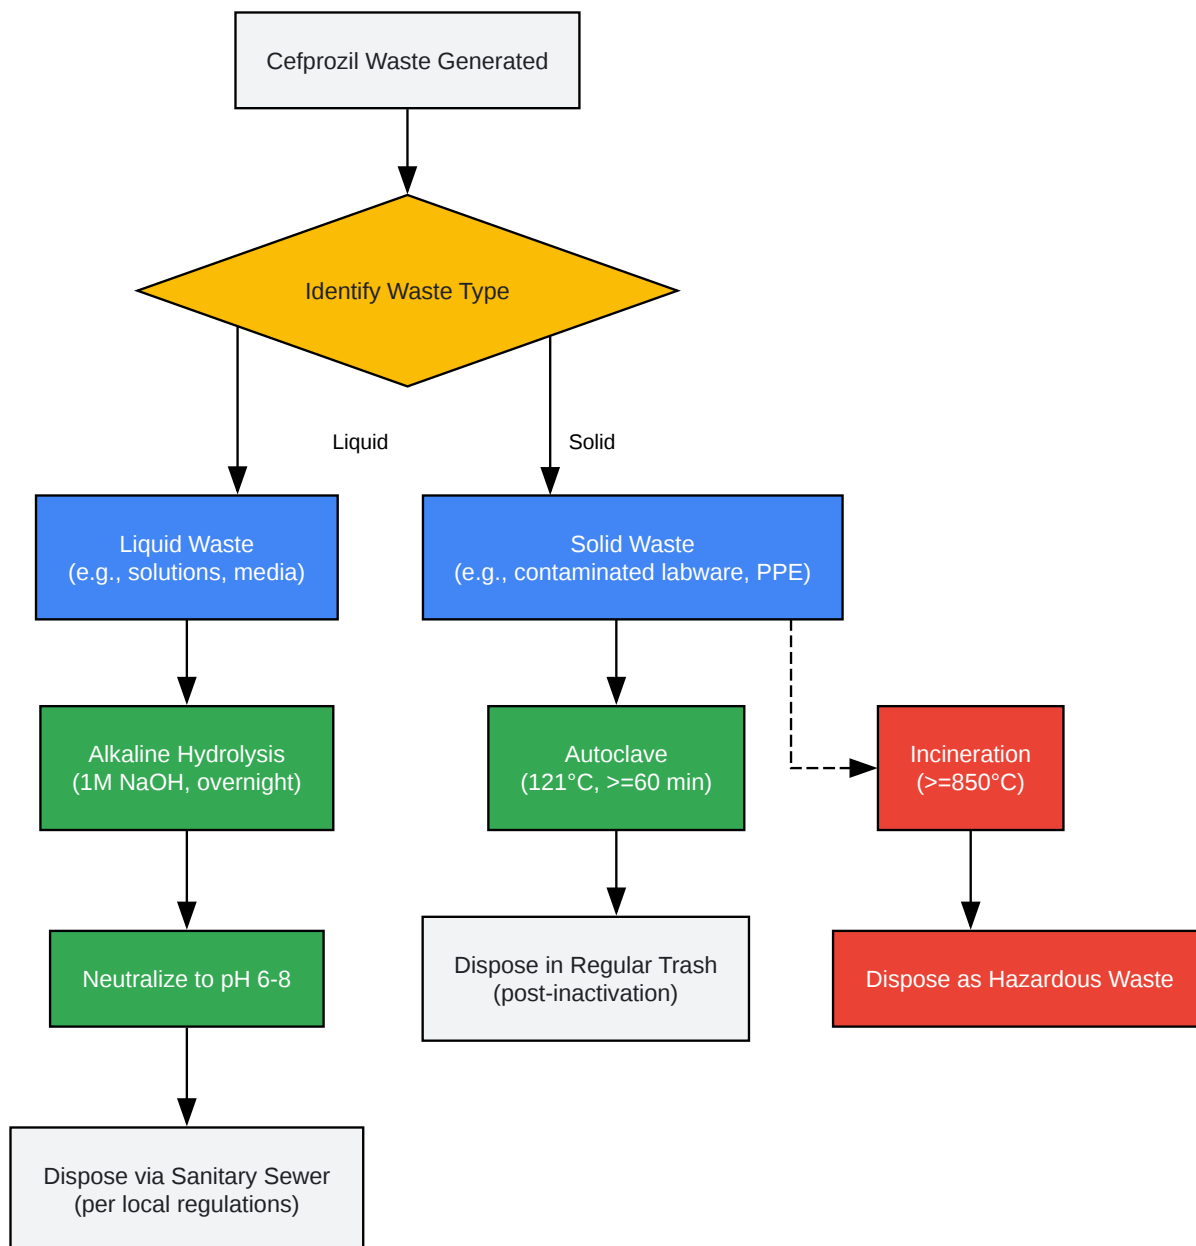 Cefprozil Waste Generated
Identify Waste Type
Liquid
Solid
Liquid Waste
(e.g., solutions, media)
Solid Waste
(e.g., contaminated labware, PPE)
Alkaline Hydrolysis
(1M NaOH, overnight)
Autoclave
(121°C, >=60 min)
Incineration
(>=850°C)
Neutralize to pH 6-8
Dispose in Regular Trash
(post-inactivation)
Dispose as Hazardous Waste
Dispose via Sanitary Sewer
(per local regulations)